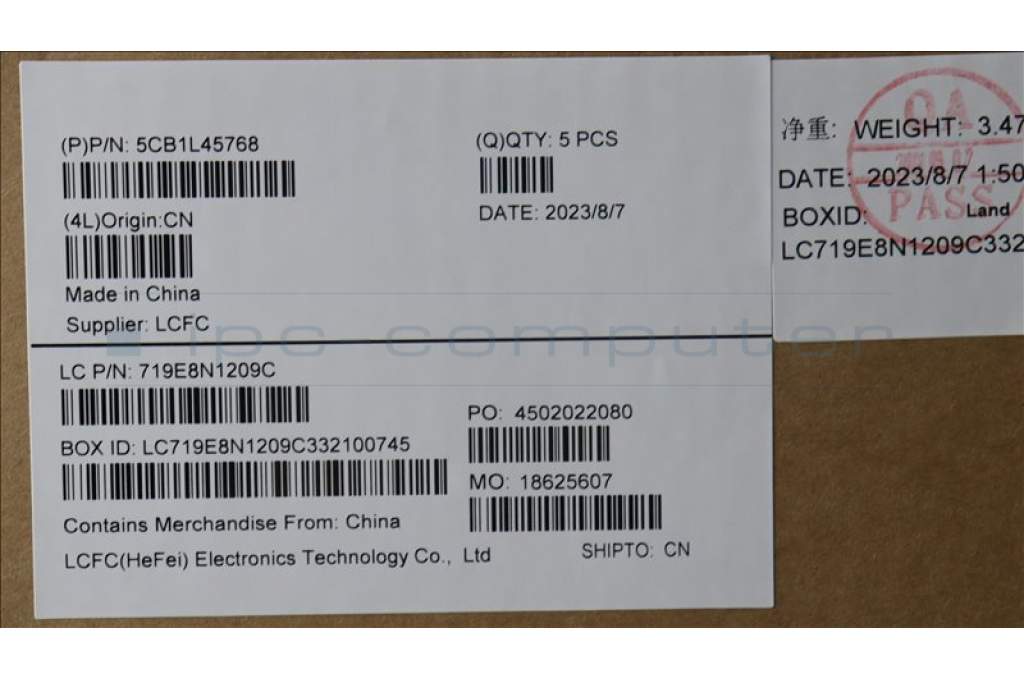 (P)P/N: 5CB1L45768
(Q)QTY: 5 PCS
(4L)Origin:CN
DATE: 2023/8/7
Made in China
Supplier: LCFC
LC P/N: 719E8N1209C
PO: 4502022080
BOX ID: LC719E8N1209C332100745
MO: 18625607
Contains Merchandise From: China
LCFC(HeFei) Electronics Technology Co., Ltd
SHIPTO: CN
净重: WEIGHT: 3.47
DATE: 2023/8/7 1:50
BOXID: Land
LC719E8N1209C332
QA
PASS
ipc-computer